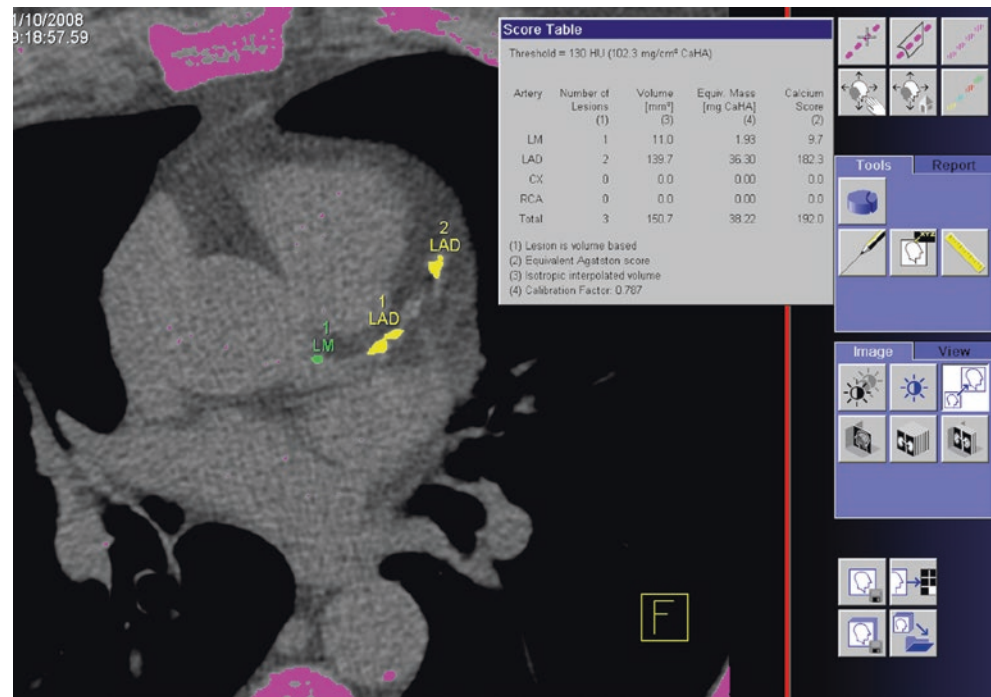 1/10/2008
9:18:57.59
2
LAD
1
LAD
1
LM
F
Score Table
Threshold = 130 HU (102.3 mg/cm³ CaHA)
Artery Number of Lesions (1) Volume [mm³] (3) Equiv. Mass [mg CaHA] (4) Calcium Score (2)
LM 1 11.0 1.93 9.7
LAD 2 139.7 36.30 182.3
CX 0 0.0 0.00 0.0
RCA 0 0.0 0.00 0.0
Total 3 150.7 38.22 192.0
(1) Lesion is volume based
(2) Equivalent Agatston score
(3) Isotropic interpolated volume
(4) Calibration Factor: 0.787
Tools Report
XYZ
Image View